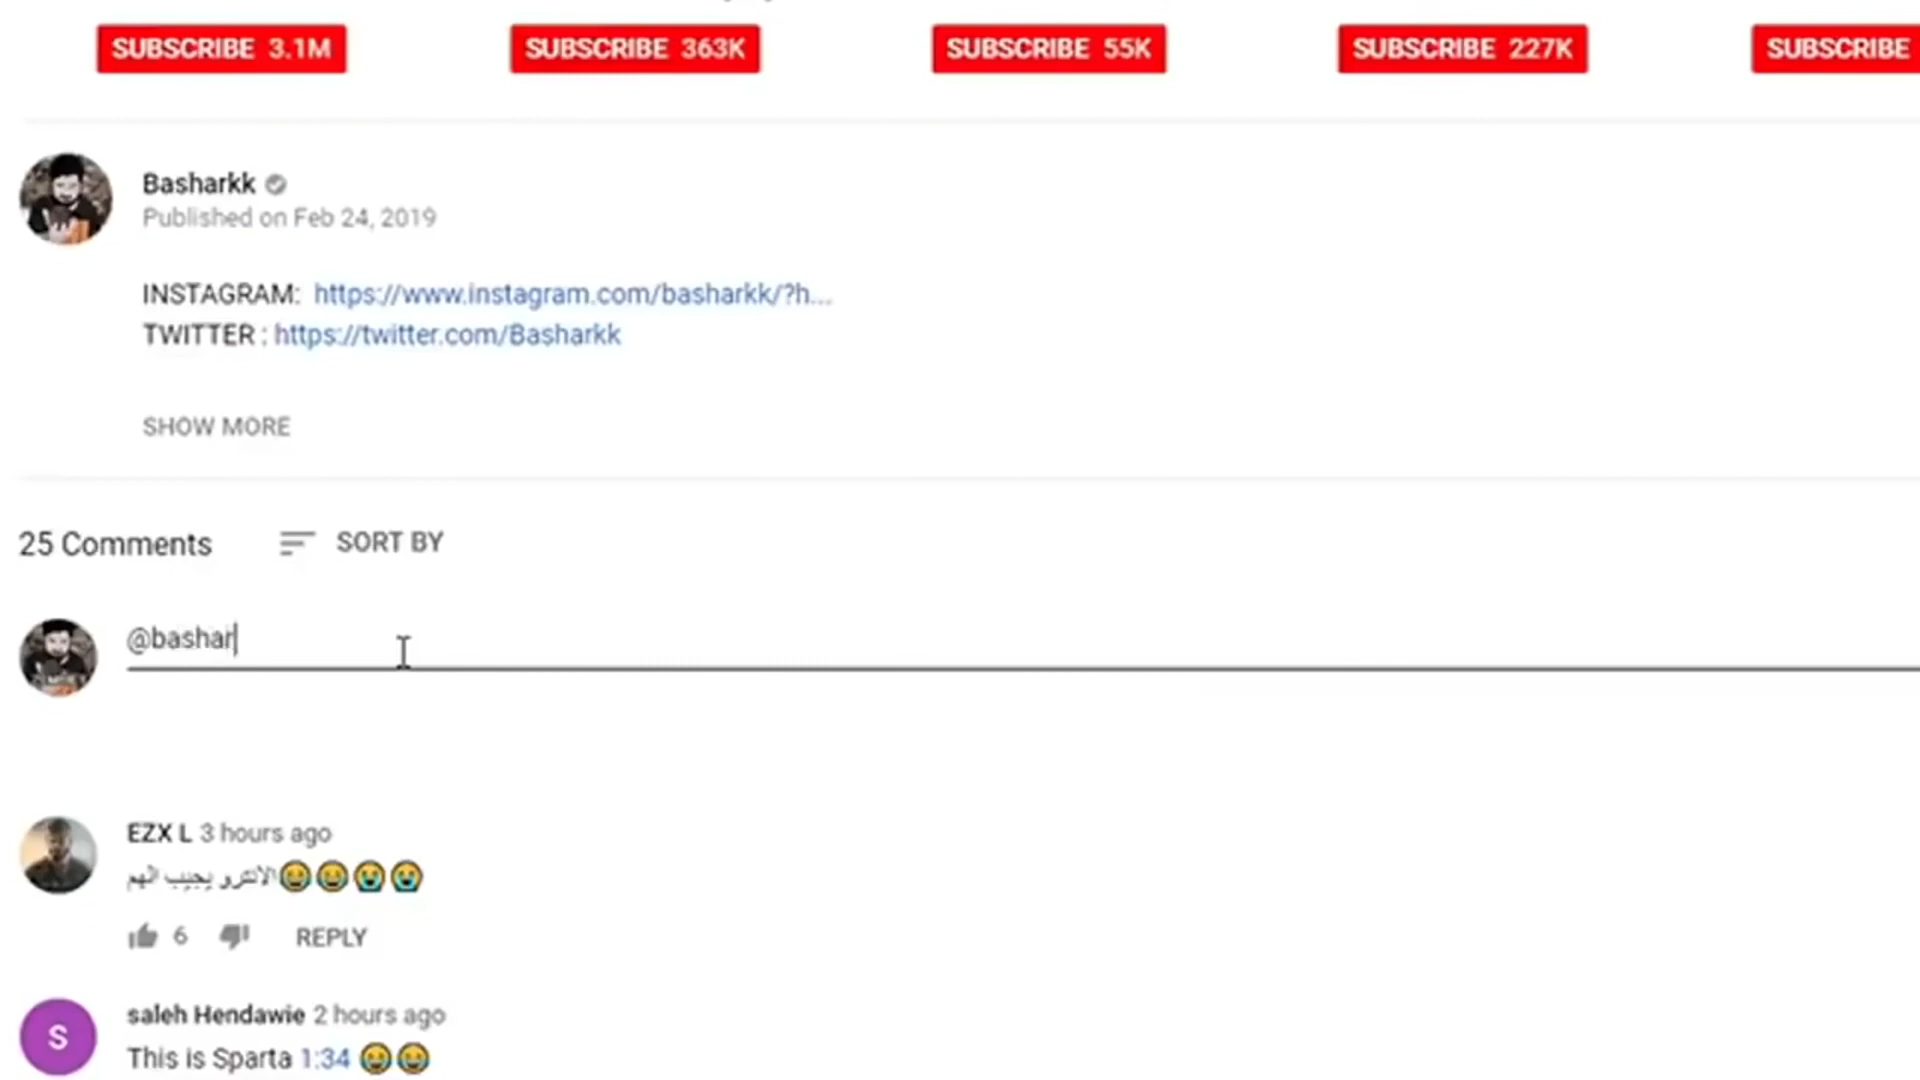 SUBSCRIBE 3.1M SUBSCRIBE 363K SUBSCRIBE 55K SUBSCRIBE 227K SUBSCRIBE
Basharkk
Published on Feb 24, 2019
INSTAGRAM: https://www.instagram.com/basharkk/?h...
TWITTER : https://twitter.com/Basharkk
SHOW MORE
25 Comments SORT BY
@bashar
EZX L 3 hours ago
الانترو يجيب الهم😂😂😭😭
6 REPLY
S
saleh Hendawie 2 hours ago
This is Sparta 1:34 😂😂